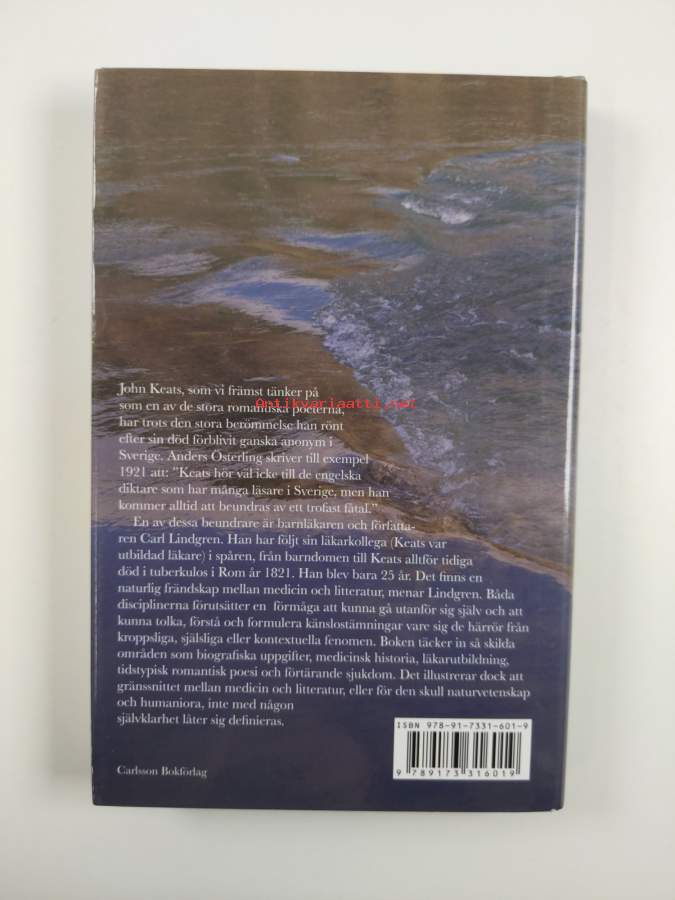 John Keats, som vi främst tänker på
som en av de stora romantiska poeterna,
har trots den stora berömmelse han rönt
efter sin död förblivit ganska anonym i
Sverige. Anders Österling skriver till exempel
1921 att: ”Keats hör väl icke till de engelska
diktare som har många läsare i Sverige, men han
kommer alltid att beundras av ett trofast fåtal.”
En av dessa beundrare är barnläkaren och författa-
ren Carl Lindgren. Han har följt sin läkarkollega (Keats var
utbildad läkare) i spåren, från barndomen till Keats alltför tidiga
död i tuberkulos i Rom år 1821. Han blev bara 25 år. Det finns en
naturlig frändskap mellan medicin och litteratur, menar Lindgren. Båda
disciplinerna förutsätter en förmåga att kunna gå utanför sig själv och att
kunna tolka, förstå och formulera känslostämningar vare sig de härrör från
kroppsliga, själsliga eller kontextuella fenomen. Boken täcker in så skilda
områden som biografiska uppgifter, medicinsk historia, läkarutbildning,
tidstypisk romantisk poesi och förtärande sjukdom. Det illustrerar dock att
gränssnittet mellan medicin och litteratur, eller för den skull naturvetenskap
och humaniora, inte med någon
självklarhet låter sig definieras.
Carlsson Bokförlag
ISBN 978-91-7331-601-9
9 789173 316019
Antikvariaatti.net